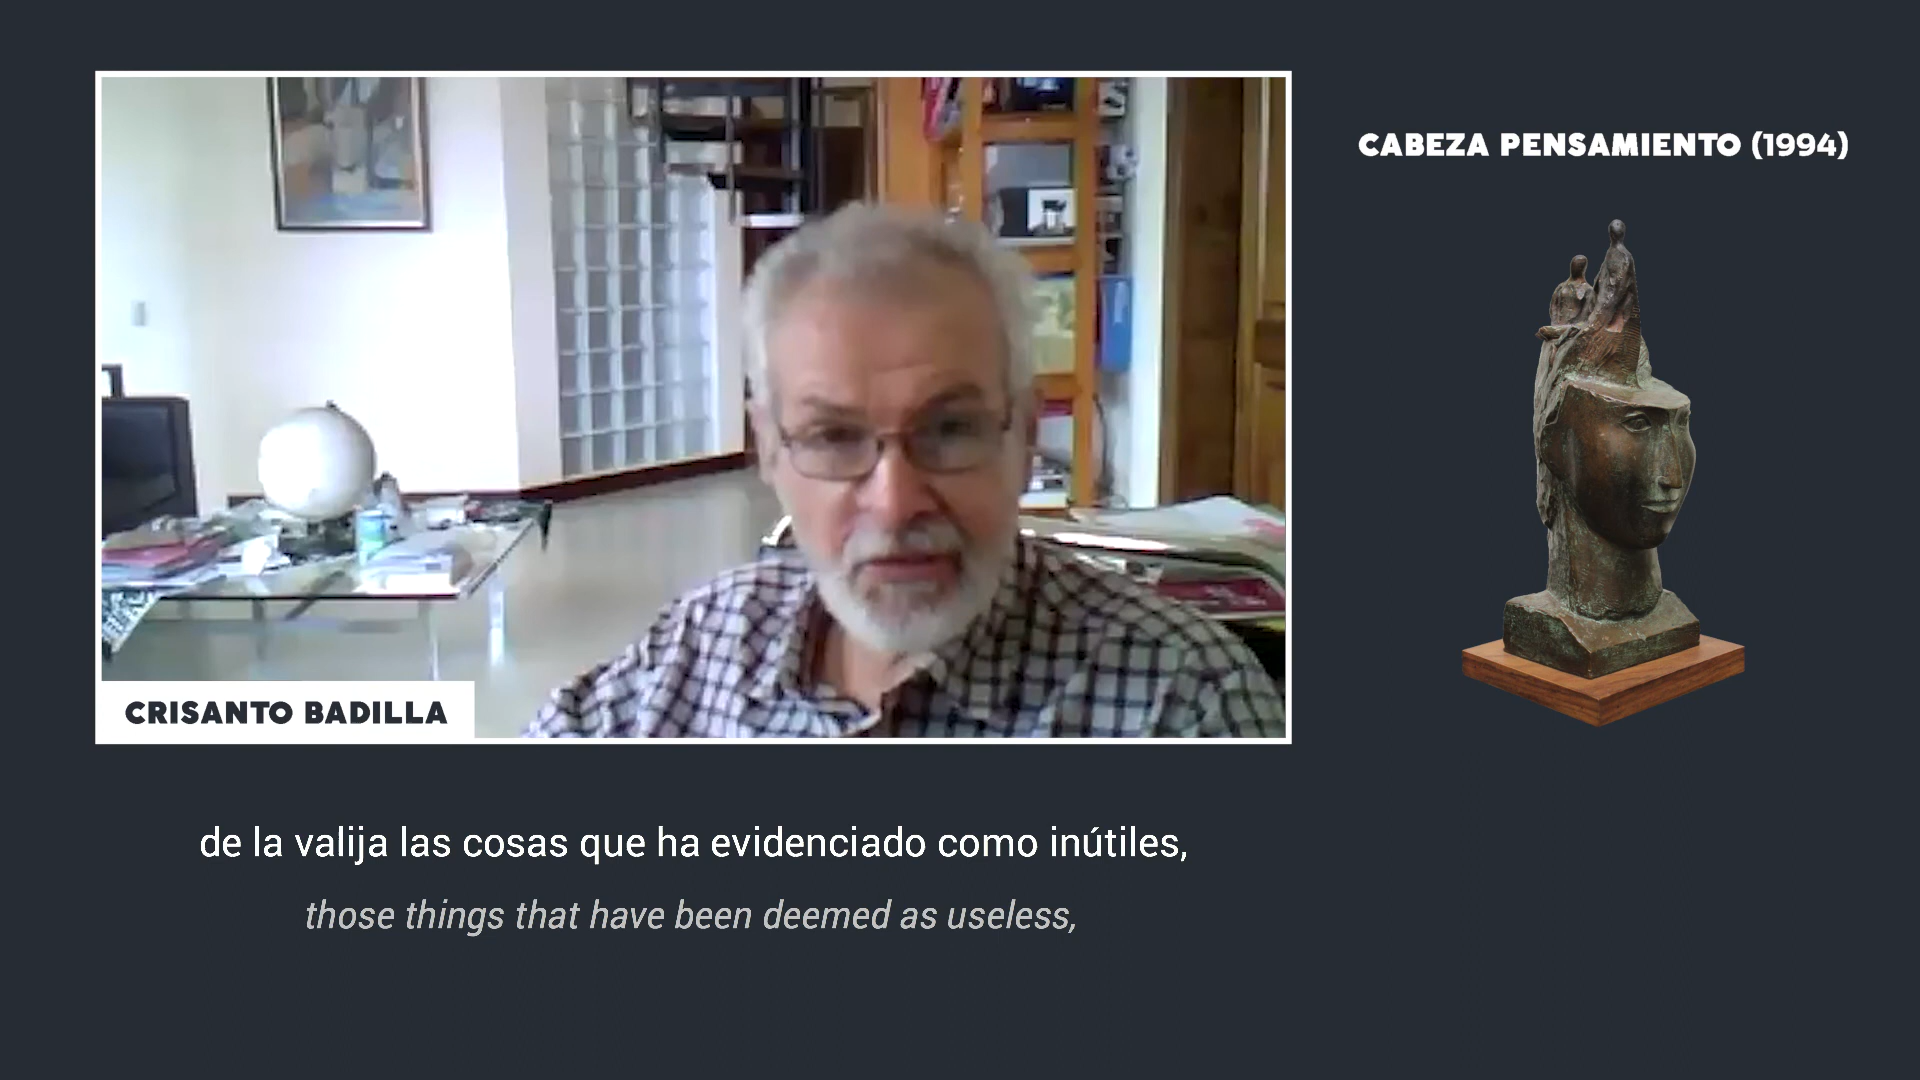 CABEZA PENSAMIENTO (1994)
CRISANTO BADILLA
de la valija las cosas que ha evidenciado como inútiles,
those things that have been deemed as useless,